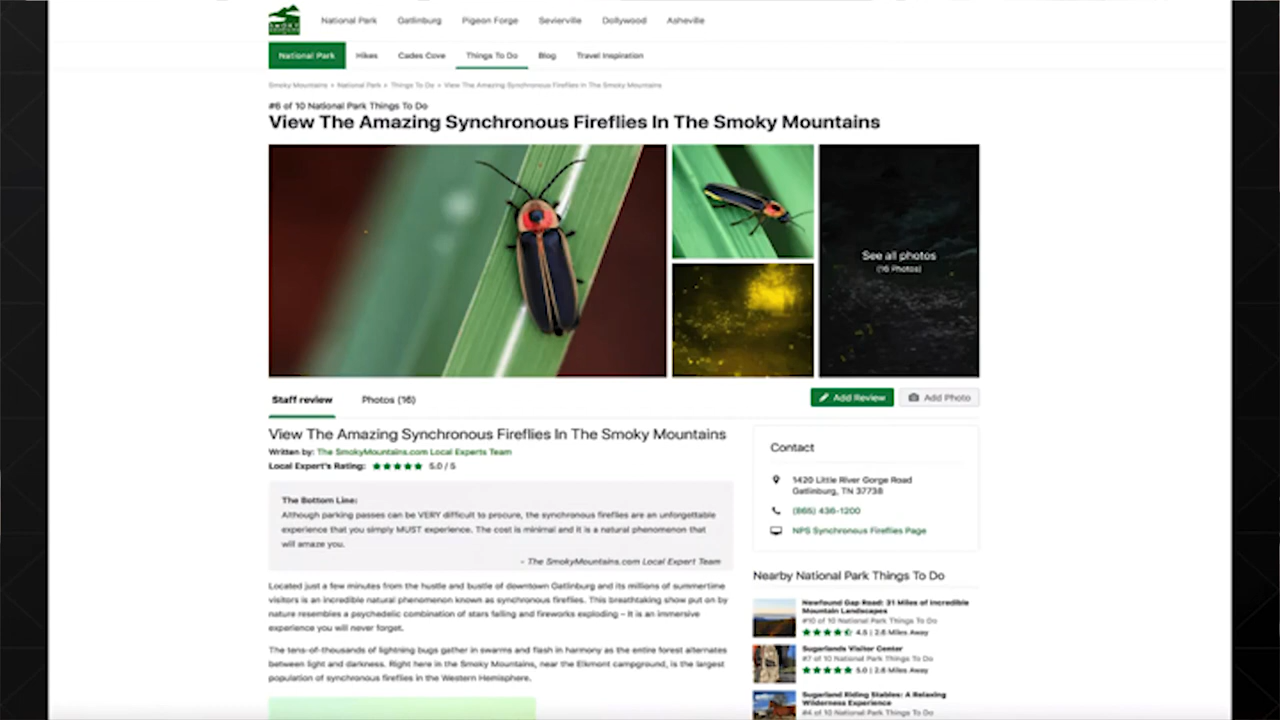 SMOKY MOUNTAINS
National Park Gatlinburg Pigeon Forge Sevierville Dollywood Asheville
National Park Hikes Cades Cove Things To Do Blog Travel Inspiration
Smoky Mountains » National Park » Things To Do » View The Amazing Synchronous Fireflies In The Smoky Mountains
#6 of 10 National Park Things To Do
View The Amazing Synchronous Fireflies In The Smoky Mountains
See all photos
(16 Photos)
Staff review Photos (16)
Add Review Add Photo
View The Amazing Synchronous Fireflies In The Smoky Mountains
Written by: The SmokyMountains.com Local Experts Team
Local Expert's Rating: 5.0 / 5
The Bottom Line:
Although parking passes can be VERY difficult to procure, the synchronous fireflies are an unforgettable
experience that you simply MUST experience. The cost is minimal and it is a natural phenomenon that
will amaze you.
- The SmokyMountains.com Local Expert Team
Located just a few minutes from the hustle and bustle of downtown Gatlinburg and its millions of summertime
visitors is an incredible natural phenomenon known as synchronous fireflies. This breathtaking show put on by
nature resembles a psychedelic combination of stars falling and fireworks exploding – it is an immersive
experience you will never forget.
The tens-of-thousands of lightning bugs gather in swarms and flash in harmony as the entire forest alternates
between light and darkness. Right here in the Smoky Mountains, near the Elkmont campground, is the largest
population of synchronous fireflies in the Western Hemisphere.
Contact
1420 Little River Gorge Road
Gatlinburg, TN 37738
(865) 436-1200
NPS Synchronous Fireflies Page
Nearby National Park Things To Do
Newfound Gap Road: 31 Miles of Incredible
Mountain Landscapes
#10 of 10 National Park Things To Do
4.5 | 2.6 Miles Away
Sugarlands Visitor Center
#7 of 10 National Park Things To Do
5.0 | 2.6 Miles Away
Sugarland Riding Stables: A Relaxing
Wilderness Experience
#4 of 10 National Park Things To Do